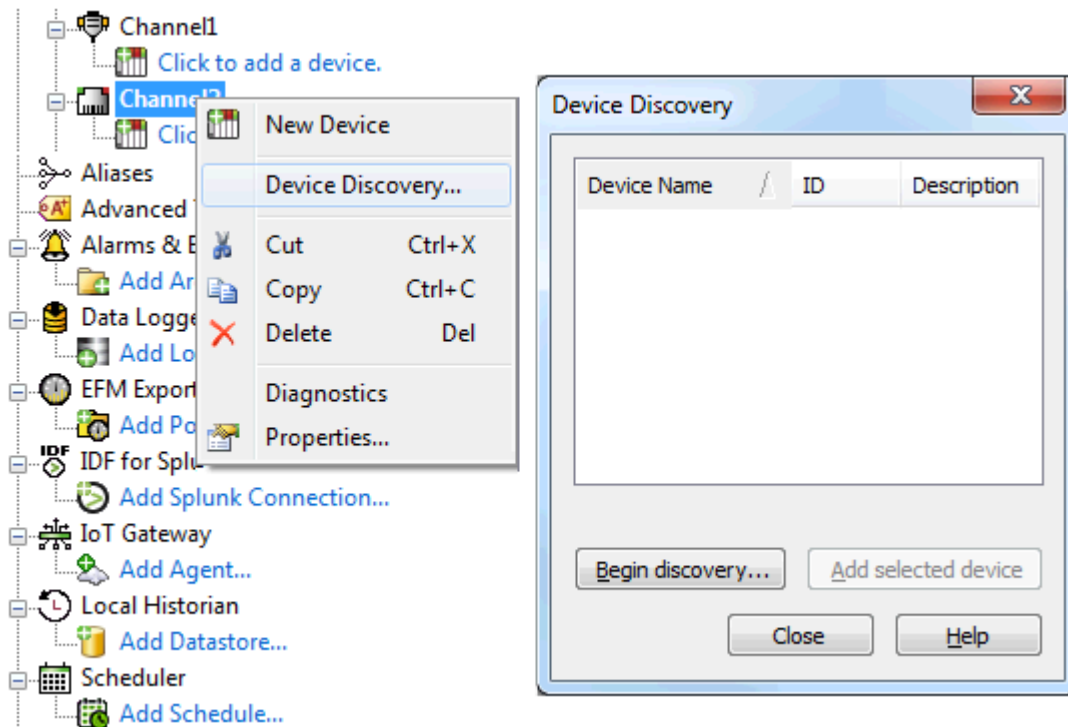 Channel1
Click to add a device.
Clic
Aliases
Advanced
Alarms & E
Add Ar
Data Logge
Add Lo
EFM Export
Add Po
IDF
IDF for Splu
Add Splunk Connection...
IoT Gateway
Add Agent...
Local Historian
Add Datastore...
Scheduler
Add Schedule...
New Device
Device Discovery...
Cut Ctrl+X
Copy Ctrl+C
Delete Del
Diagnostics
Properties...
Device Discovery
Device Name ID Description
Begin discovery... Add selected device
Close Help